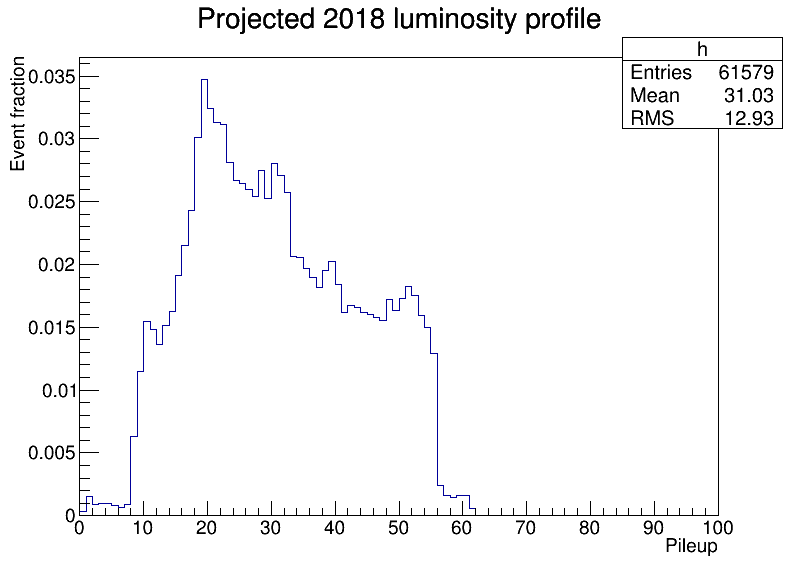 Projected 2018 luminosity profile
h
Entries 61579
Mean 31.03
RMS 12.93
Event fraction
0.035
0.03
0.025
0.02
0.015
0.01
0.005
0
0 10 20 30 40 50 60 70 80 90 100
Pileup